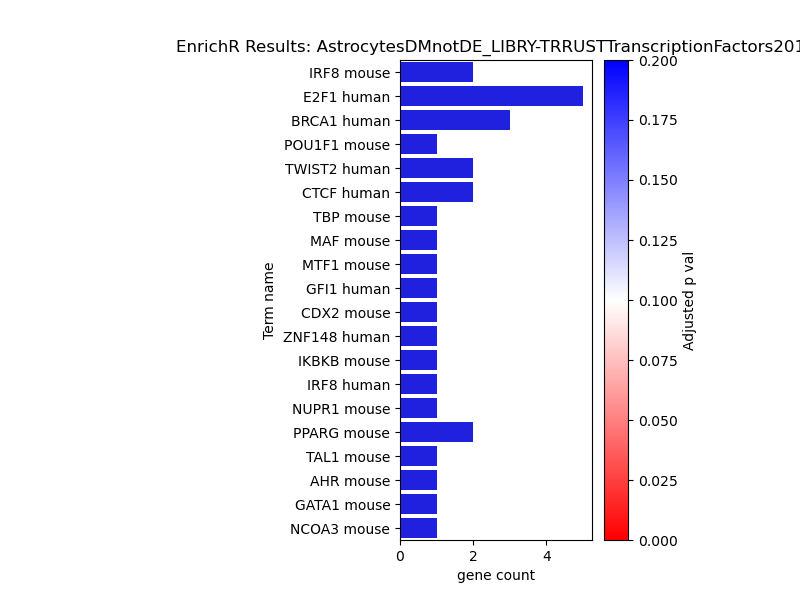 EnrichR Results: AstrocytesDMnotDE_LIBRY-TRRUSTTranscriptionFactors201
IRF8 mouse
E2F1 human
BRCA1 human
POU1F1 mouse
TWIST2 human
CTCF human
TBP mouse
MAF mouse
MTF1 mouse
GFI1 human
CDX2 mouse
ZNF148 human
IKBKB mouse
IRF8 human
NUPR1 mouse
PPARG mouse
TAL1 mouse
AHR mouse
GATA1 mouse
NCOA3 mouse
Term name
0 2 4
gene count
0.200
0.175
0.150
0.125
0.100
0.075
0.050
0.025
0.000
Adjusted p val